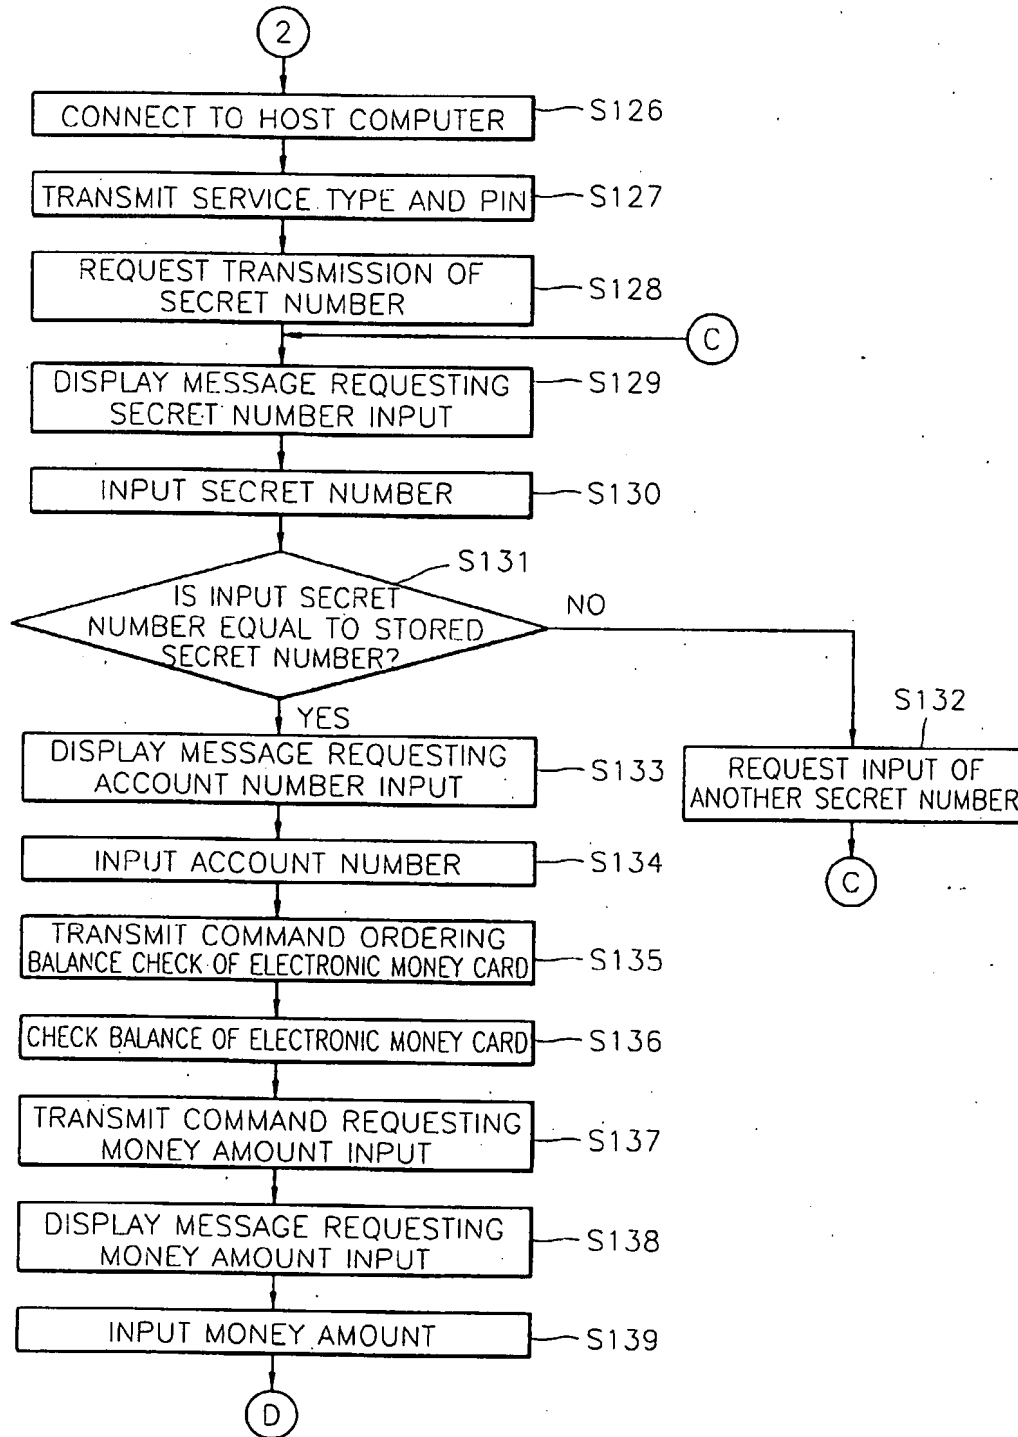 2
CONNECT TO HOST COMPUTER
S126
TRANSMIT SERVICE TYPE AND PIN
S127
REQUEST TRANSMISSION OF
SECRET NUMBER
S128
C
DISPLAY MESSAGE REQUESTING
SECRET NUMBER INPUT
S129
INPUT SECRET NUMBER
S130
S131
IS INPUT SECRET
NUMBER EQUAL TO STORED
SECRET NUMBER?
NO
YES
S132
REQUEST INPUT OF
ANOTHER SECRET NUMBER
C
DISPLAY MESSAGE REQUESTING
ACCOUNT NUMBER INPUT
S133
INPUT ACCOUNT NUMBER
S134
TRANSMIT COMMAND ORDERING
BALANCE CHECK OF ELECTRONIC MONEY CARD
S135
CHECK BALANCE OF ELECTRONIC MONEY CARD
S136
TRANSMIT COMMAND REQUESTING
MONEY AMOUNT INPUT
S137
DISPLAY MESSAGE REQUESTING
MONEY AMOUNT INPUT
S138
INPUT MONEY AMOUNT
S139
D